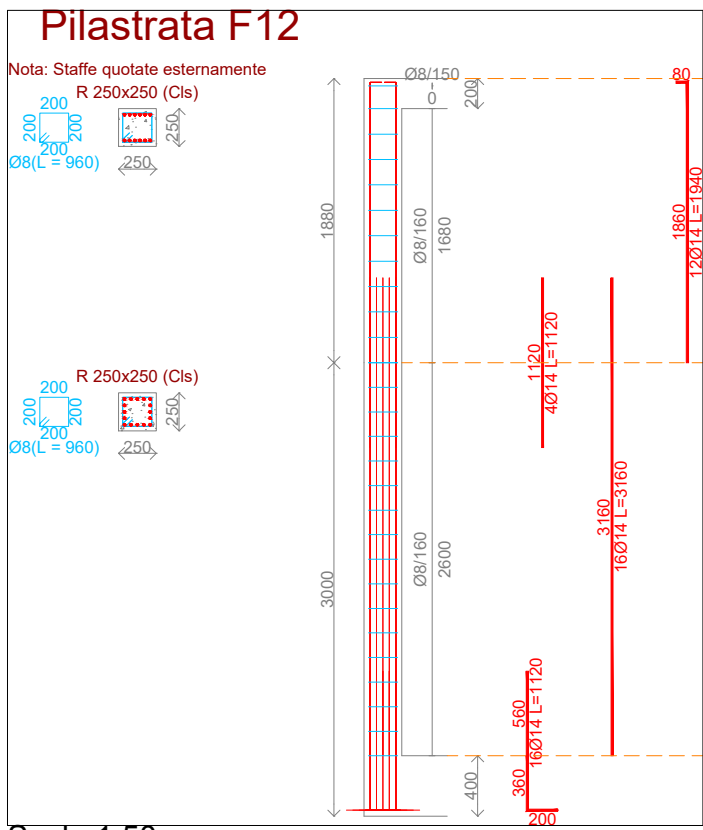 Pilastrata F12
Nota: Staffe quotate esternamente
R 250x250 (Cls)
200
200
200
200
Ø8(L = 960)
250
250
1880
Ø8/150
0
200
Ø8/160
1680
80
1860
12Ø14 L=1940
1120
4Ø14 L=1120
R 250x250 (Cls)
200
200
200
200
Ø8(L = 960)
250
250
3000
Ø8/160
2600
3160
16Ø14 L=3160
560
16Ø14 L=1120
360
200
400